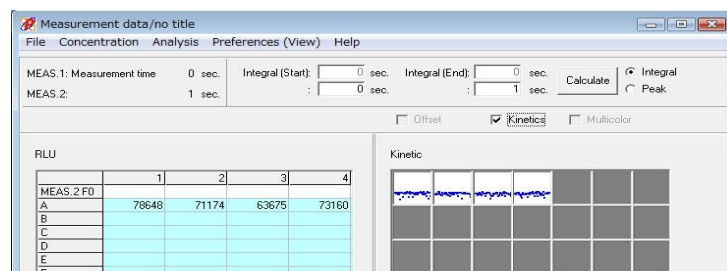 Measurement data/no title
File Concentration Analysis Preferences (View) Help
MEAS.1: Measurement time 0 sec. Integral (Start): 0 sec. Integral (End): 0 sec. Calculate Integral
MEAS.2: 1 sec. : 0 sec. : 1 sec. Peak
Offset Kinetics Multicolor
RLU Kinetic
1 2 3 4
MEAS.2 F0
A 78648 71174 63675 73160
B
C
D
E